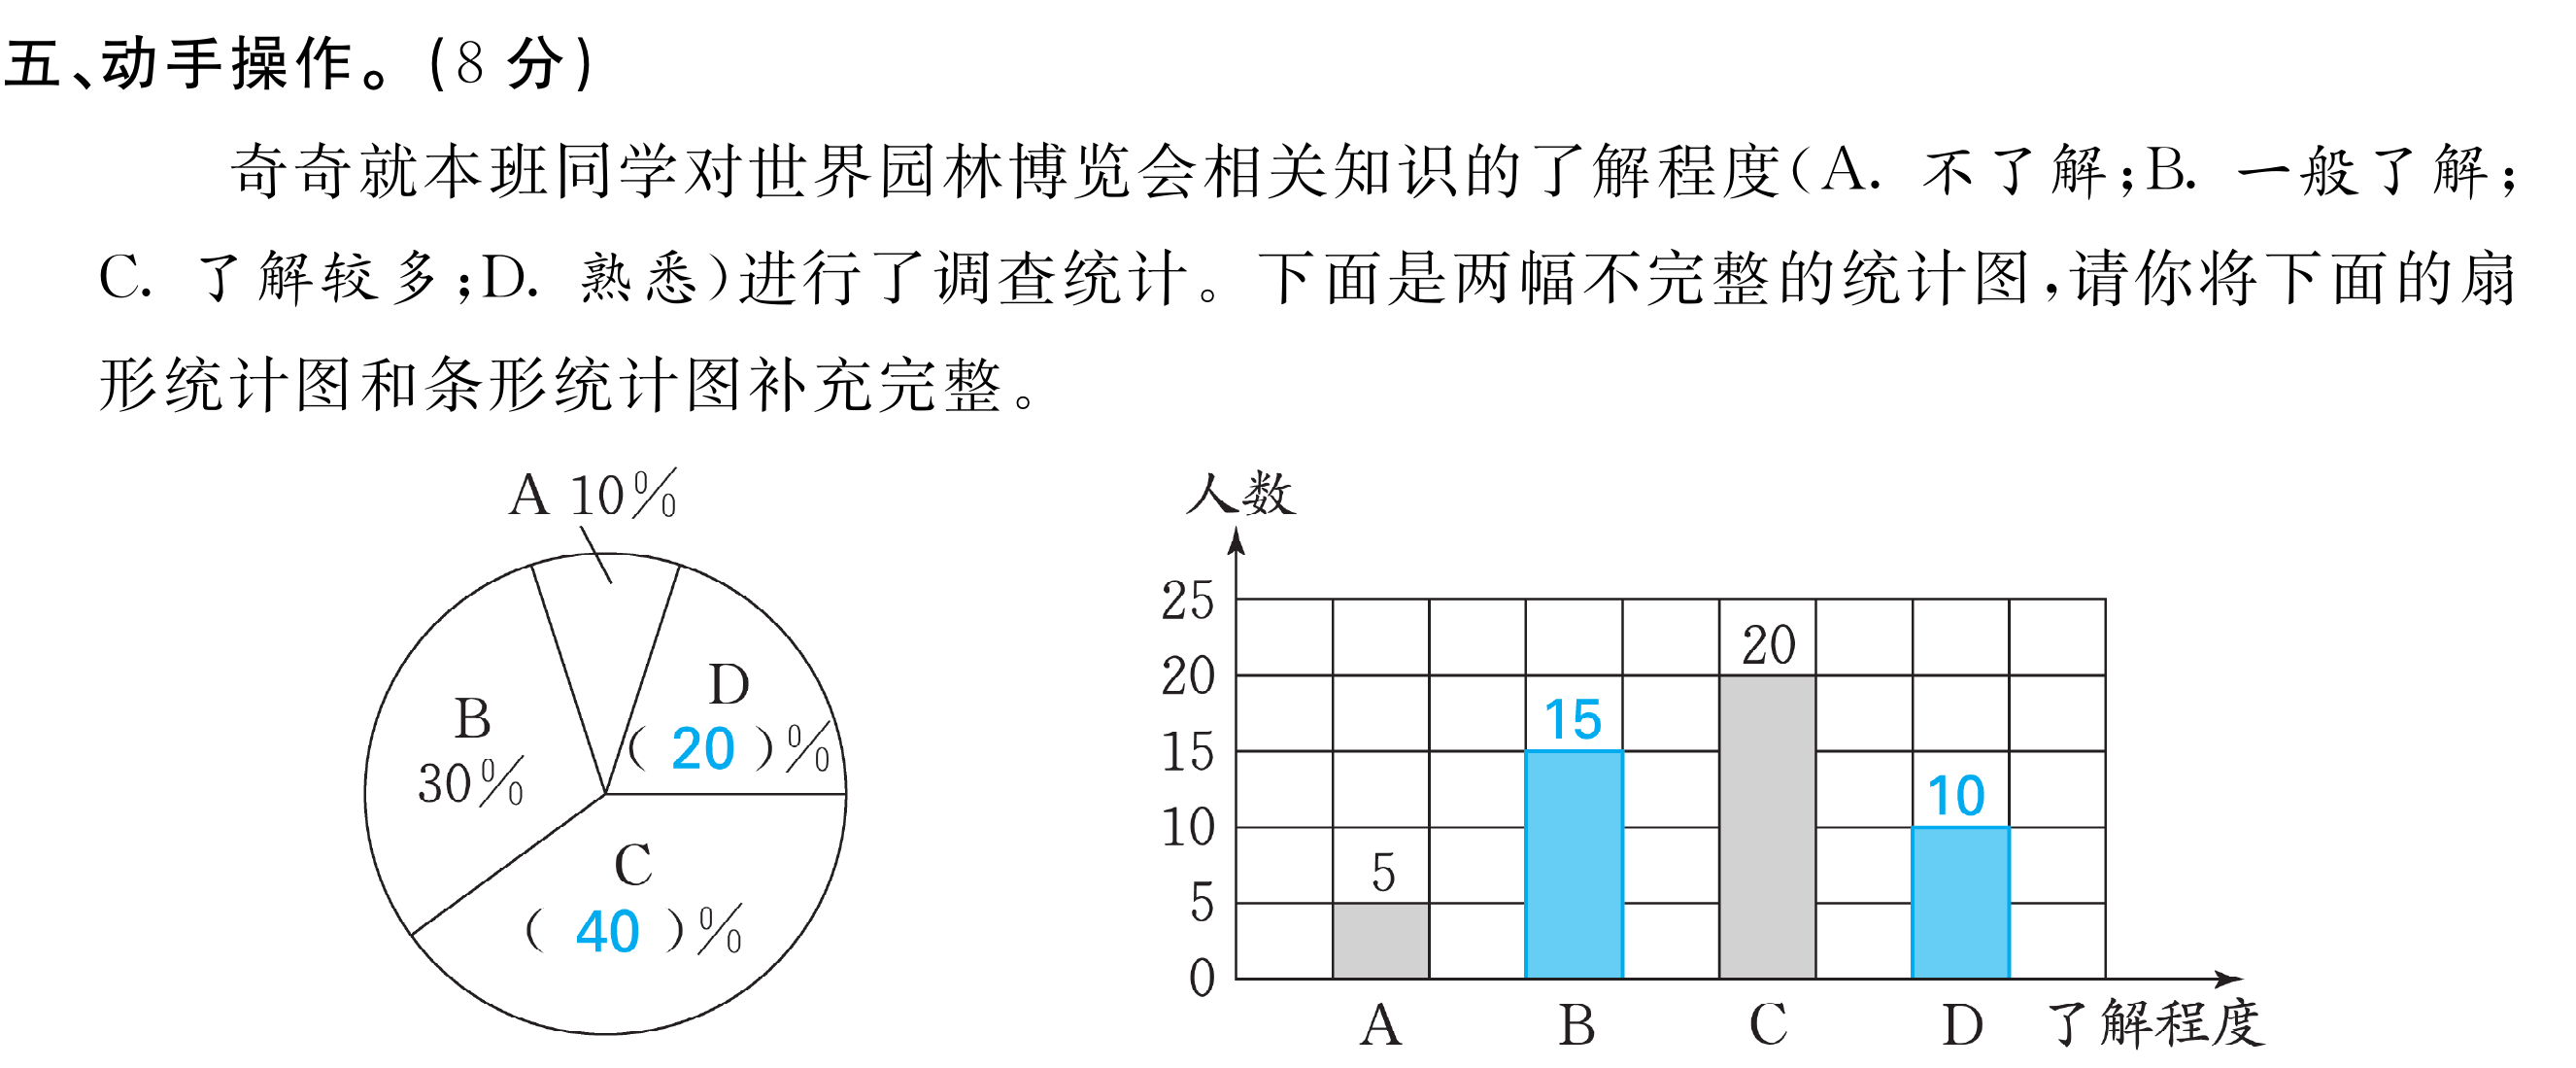 五、动手操作。(8 分)
奇奇就本班同学对世界园林博览会相关知识的了解程度(A. 不了解;B. 一般了解;
C. 了解较多;D. 熟悉)进行了调查统计。下面是两幅不完整的统计图,请你将下面的扇
形统计图和条形统计图补充完整。
A 10%
B
30%
D
( 20 )%
C
( 40 )%
人数
25
20
15
10
5
0
5
15
20
10
A B C D 了解程度